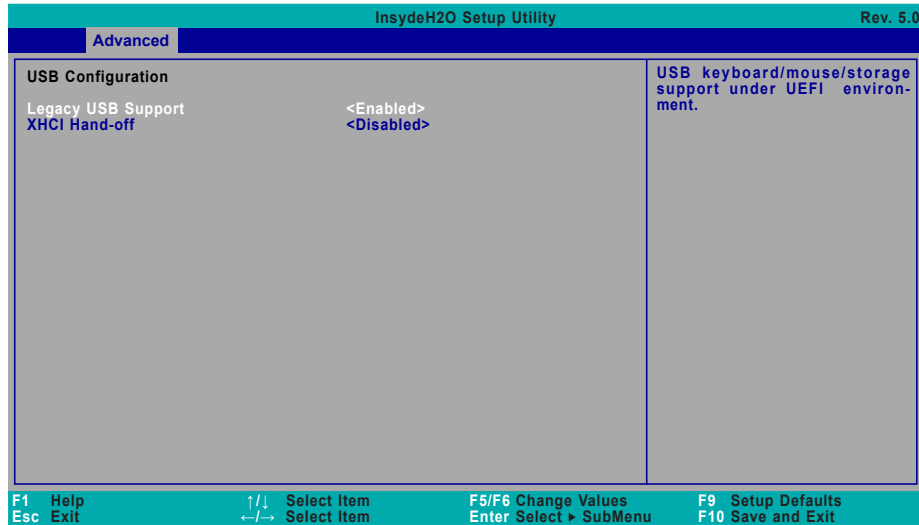 InsydeH2O Setup Utility Rev. 5.0
Advanced
USB Configuration
Legacy USB Support <Enabled>
XHCI Hand-off <Disabled>
USB keyboard/mouse/storage
support under UEFI environ-
ment.
F1 Help ↑/↓ Select Item F5/F6 Change Values F9 Setup Defaults
Esc Exit ←/→ Select Item Enter Select ▶ SubMenu F10 Save and Exit